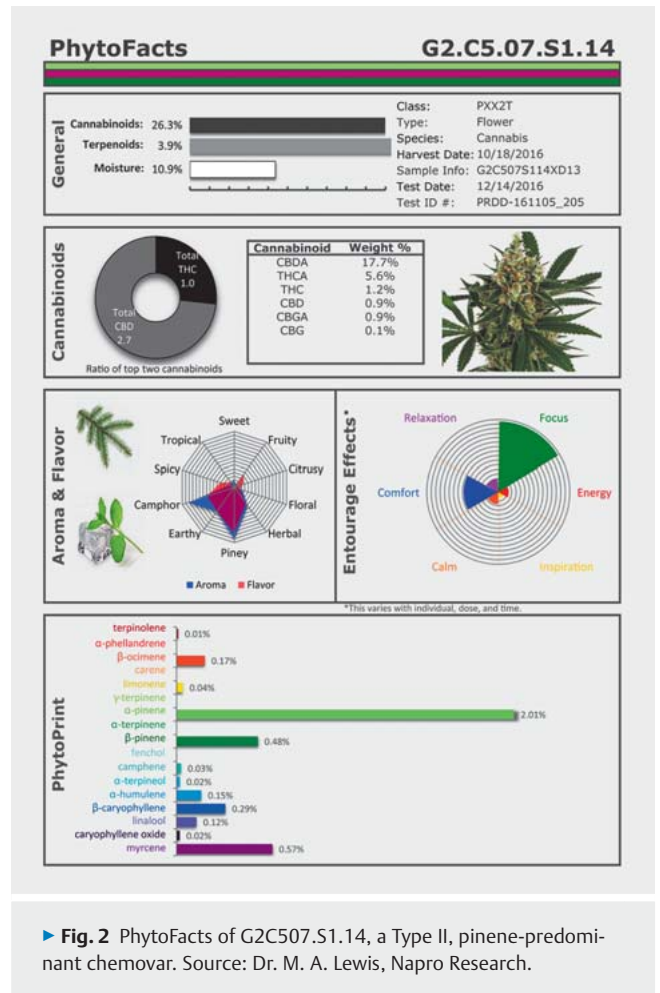 PhytoFacts G2.C5.07.S1.14
General
Cannabinoids: 26.3%
Terpenoids: 3.9%
Moisture: 10.9%
Class: PXX2T
Type: Flower
Species: Cannabis
Harvest Date: 10/18/2016
Sample Info: G2C507S114XD13
Test Date: 12/14/2016
Test ID #: PRDD-161105_205
Cannabinoids
Total
THC
1.0
Total
CBD
2.7
Ratio of top two cannabinoids
Cannabinoid Weight %
CBDA 17.7%
THCA 5.6%
THC 1.2%
CBD 0.9%
CBGA 0.9%
CBG 0.1%
Aroma & Flavor
Sweet
Fruity
Citrusy
Floral
Herbal
Piney
Earthy
Camphor
Spicy
Tropical
Aroma Flavor
Entourage Effects*
Relaxation
Focus
Comfort
Energy
Calm
Inspiration
*This varies with individual, dose, and time.
PhytoPrint
terpinolene 0.01%
α-phellandrene
β-ocimene 0.17%
carene
limonene 0.04%
γ-terpinene
α-pinene 2.01%
α-terpinene
β-pinene 0.48%
fenchol
camphene 0.03%
α-terpineol 0.02%
α-humulene 0.15%
β-caryophyllene 0.29%
linalool 0.12%
caryophyllene oxide 0.02%
myrcene 0.57%
► Fig. 2 PhytoFacts of G2C507.S1.14, a Type II, pinene-predomi-
nant chemovar. Source: Dr. M. A. Lewis, Napro Research.